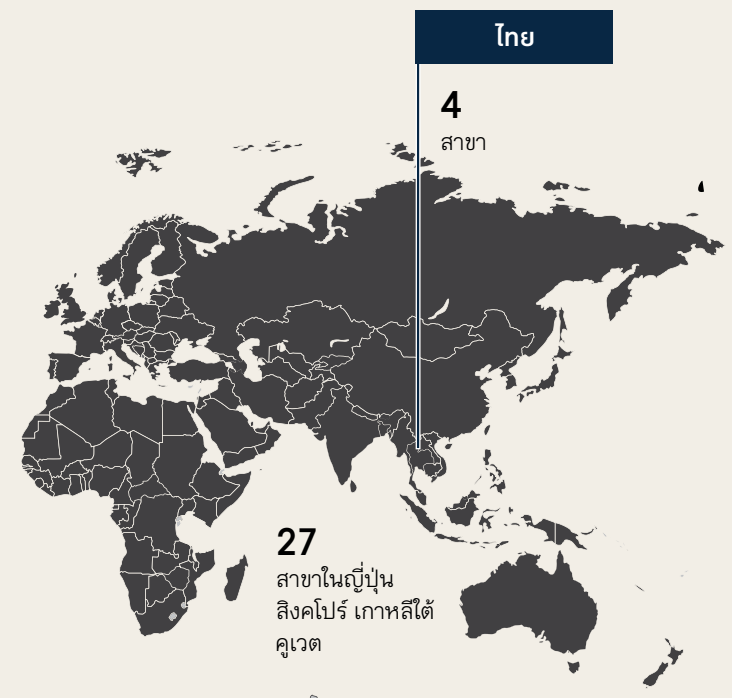 ไทย
4
สาขา
27
สาขาในญี่ปุ่น
สิงคโปร์ เกาหลีใต้
คูเวต